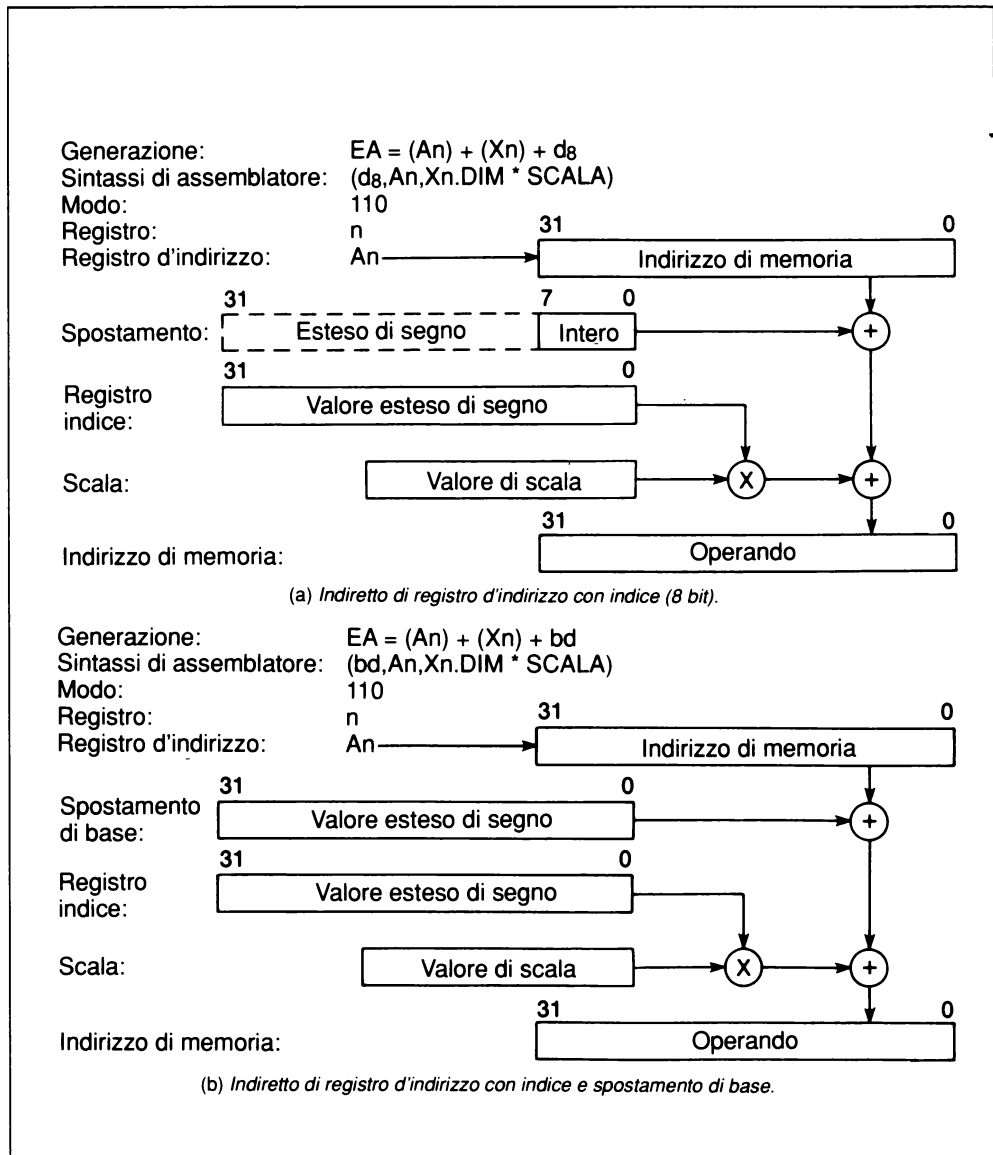 Generazione: EA = (An) + (Xn) + d8
Sintassi di assemblatore: (d8,An,Xn.DIM * SCALA)
Modo: 110
Registro: n 31 0
Registro d'indirizzo: An Indirizzo di memoria
31 7 0
Spostamento: Esteso di segno Intero +
31 0
Registro
indice: Valore esteso di segno
Scala: Valore di scala X +
31 0
Indirizzo di memoria: Operando
(a) Indiretto di registro d'indirizzo con indice (8 bit).
Generazione: EA = (An) + (Xn) + bd
Sintassi di assemblatore: (bd,An,Xn.DIM * SCALA)
Modo: 110
Registro: n 31 0
Registro d'indirizzo: An Indirizzo di memoria
31 0
Spostamento
di base: Valore esteso di segno +
31 0
Registro
indice: Valore esteso di segno
Scala: Valore di scala X +
31 0
Indirizzo di memoria: Operando
(b) Indiretto di registro d'indirizzo con indice e spostamento di base.